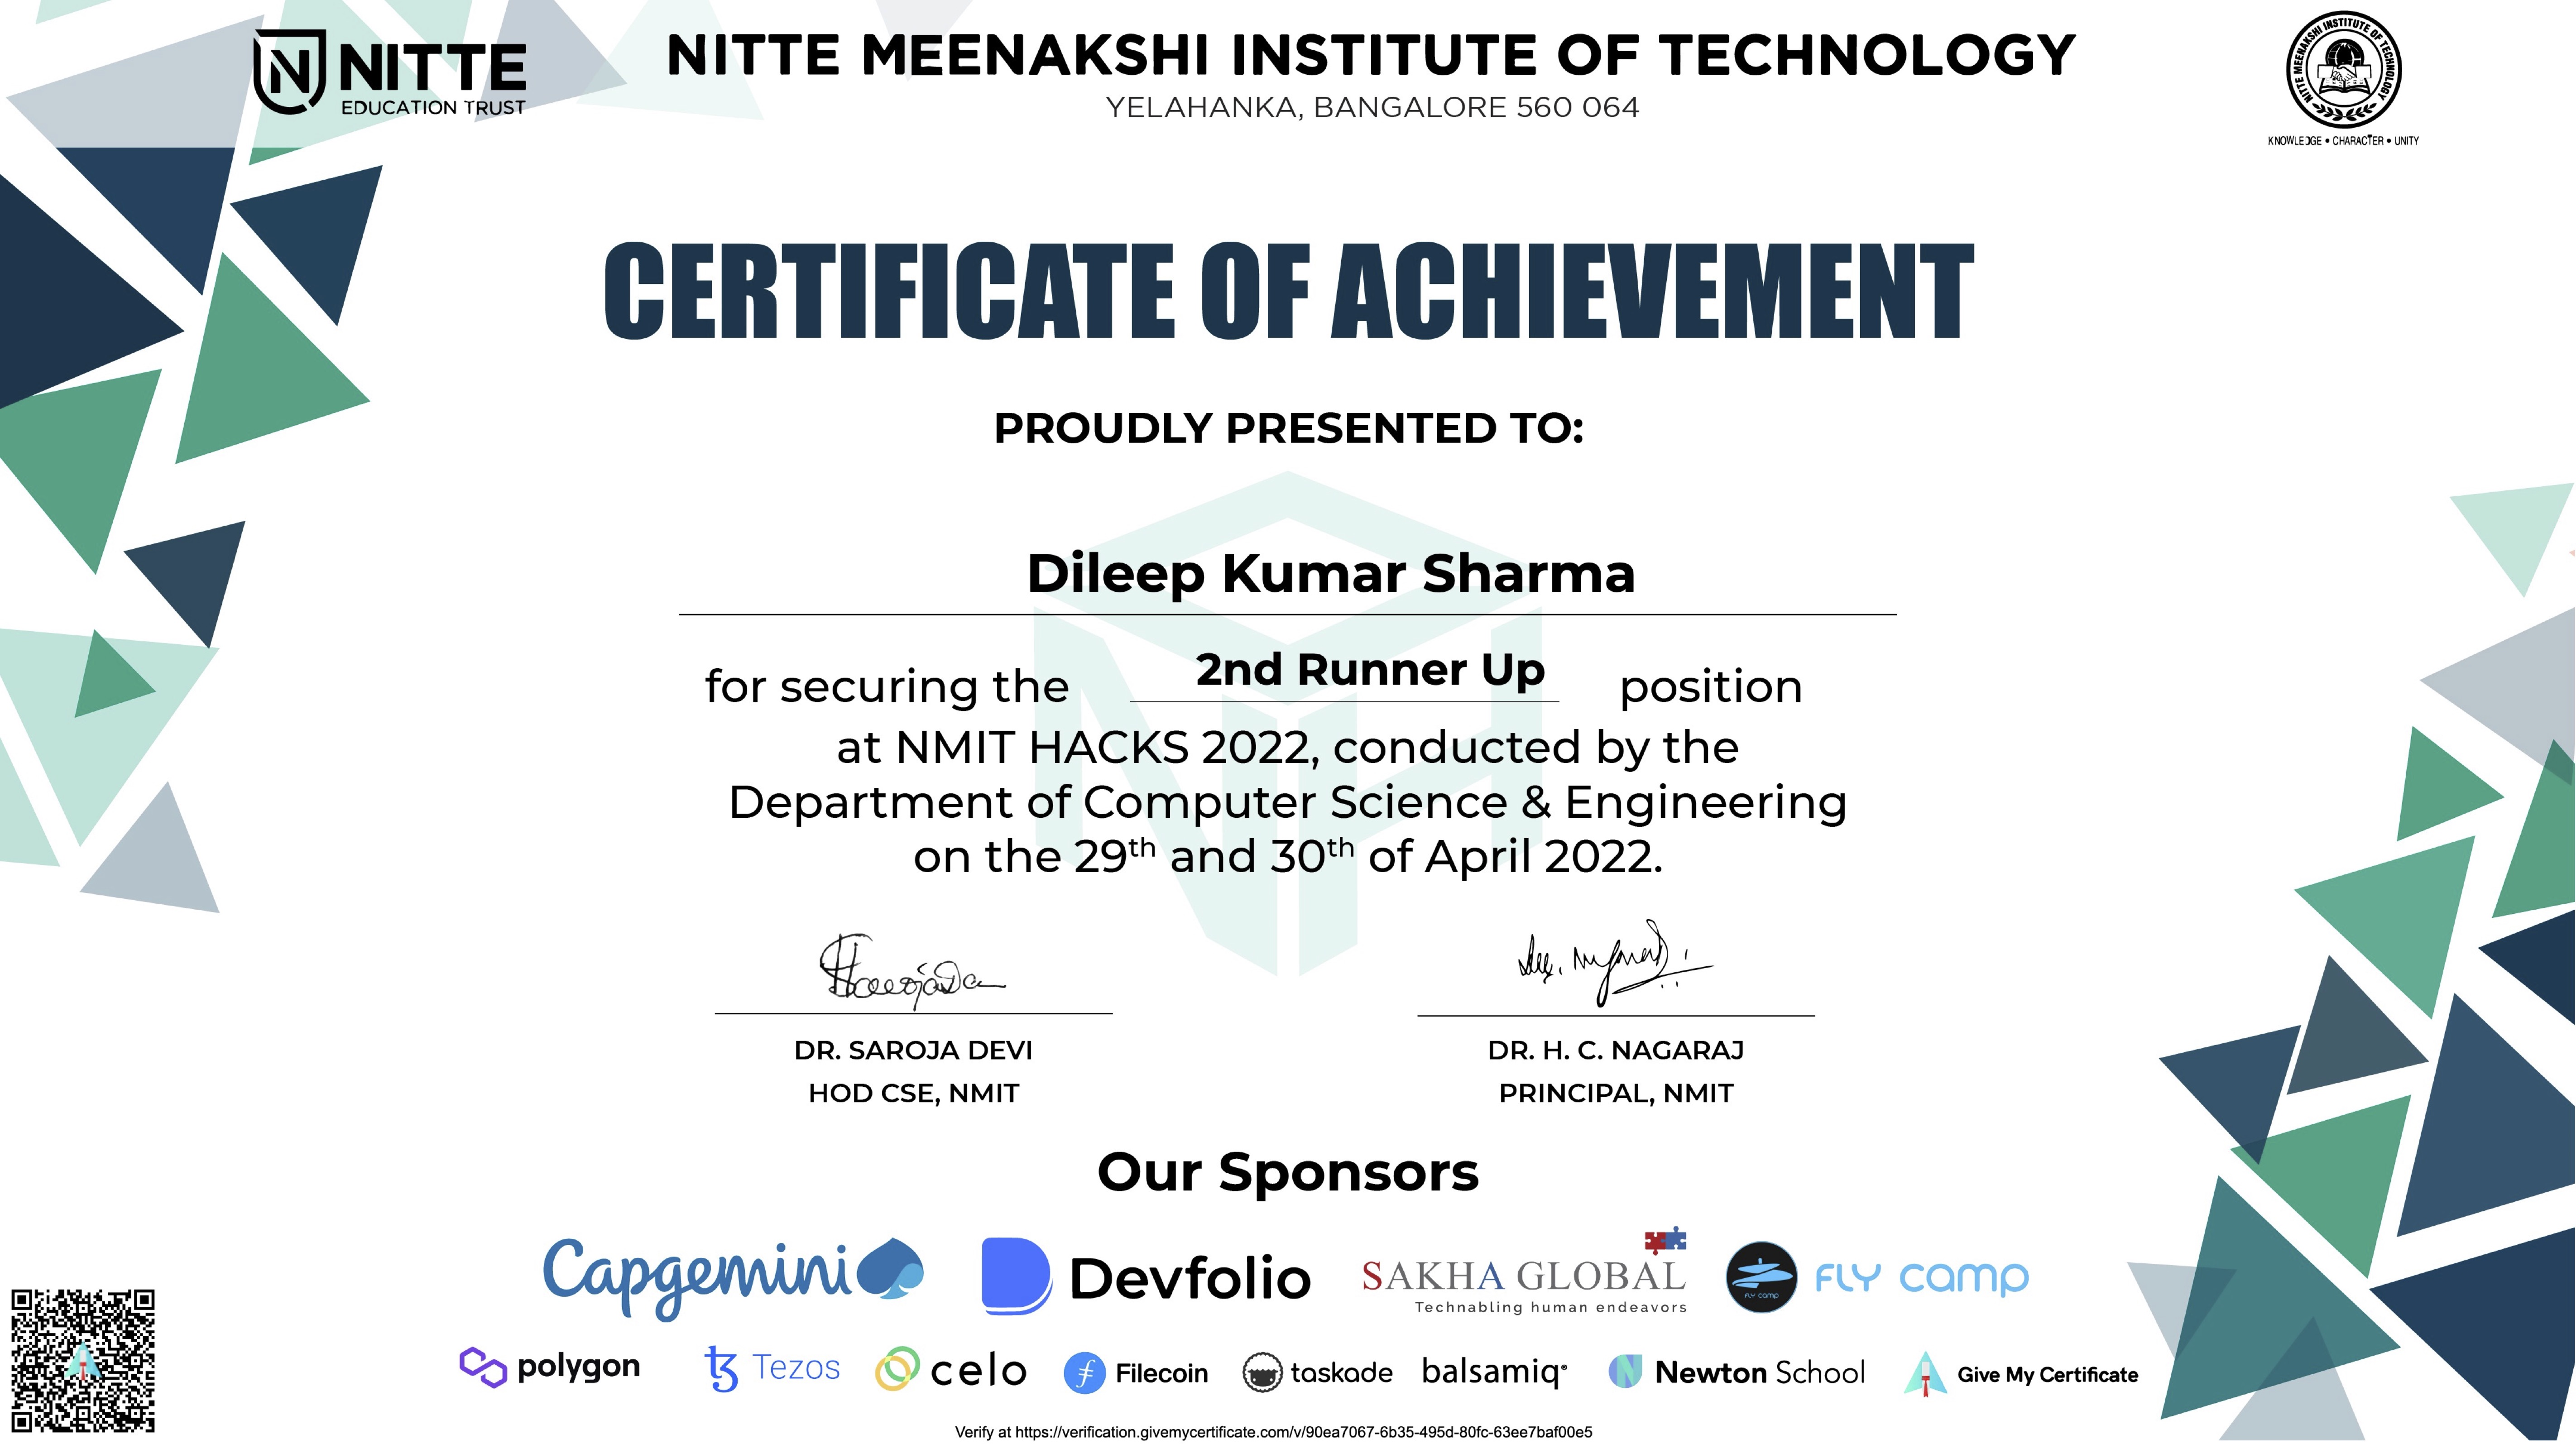 NITTE
EDUCATION TRUST
NITTE MEENAKSHI INSTITUTE OF TECHNOLOGY
YELAHANKA, BANGALORE 560 064
NITTE MEENAKSHI INSTITUTE OF TECHNOLOGY
KNOWLEDGE • CHARACTER • UNITY
CERTIFICATE OF ACHIEVEMENT
PROUDLY PRESENTED TO:
Dileep Kumar Sharma
for securing the 2nd Runner Up position
at NMIT HACKS 2022, conducted by the
Department of Computer Science & Engineering
on the 29th and 30th of April 2022.
DR. SAROJA DEVI
HOD CSE, NMIT
DR. H. C. NAGARAJ
PRINCIPAL, NMIT
Our Sponsors
Capgemini
Devfolio
SAKHA GLOBAL
Technabling human endeavors
FLY camp
FLY camp
polygon
Tezos
celo
Filecoin
taskade
balsamiq®
Newton School
Give My Certificate
Verify at https://verification.givemycertificate.com/v/90ea7067-6b35-495d-80fc-63ee7baf00e5